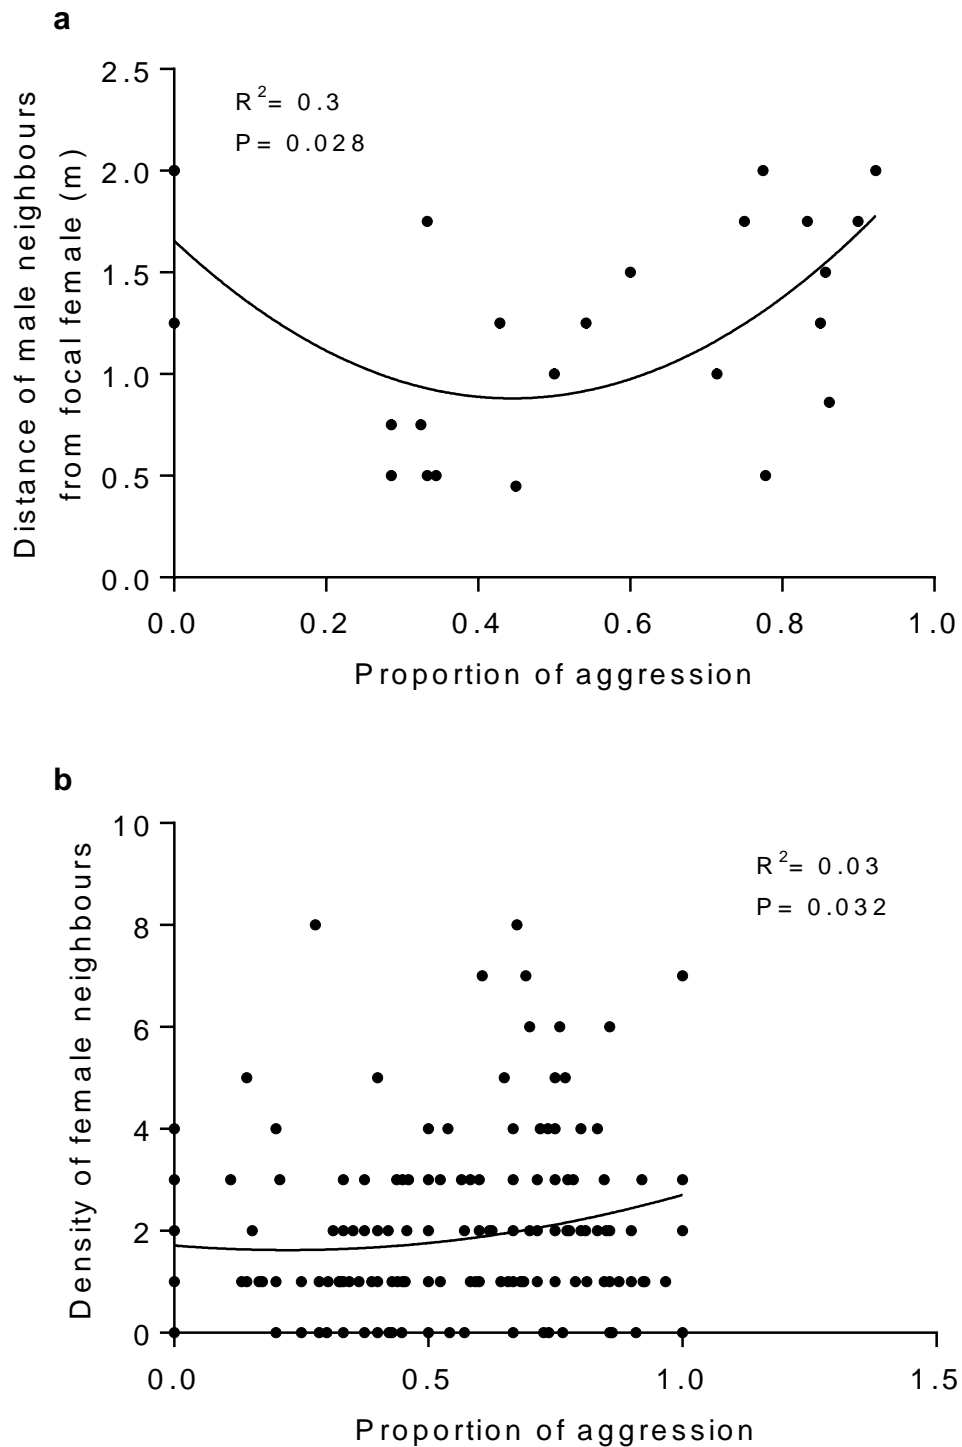 a
Distance of male neighbours
from focal female (m)
2.5
2.0
1.5
1.0
0.5
0.0
R2= 0.3
P= 0.028
0.0 0.2 0.4 0.6 0.8 1.0
Proportion of aggression
b
Density of female neighbours
10
8
6
4
2
0
R2= 0.03
P= 0.032
0.0 0.5 1.0 1.5
Proportion of aggression